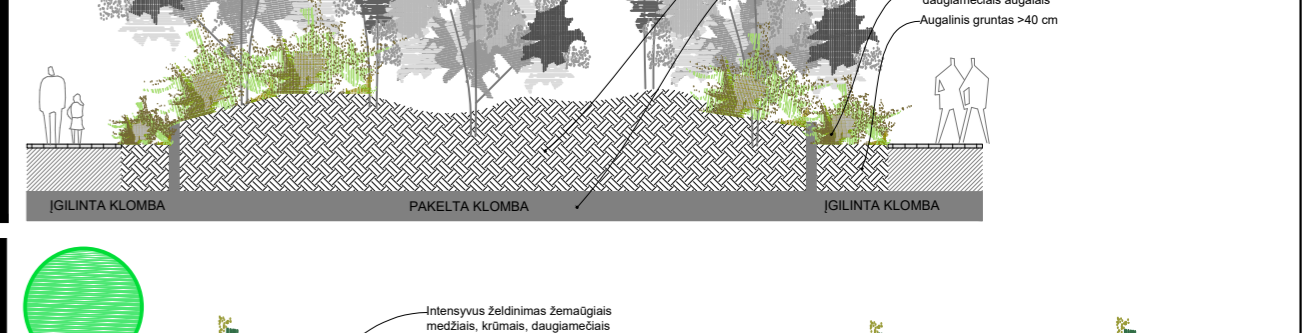 daugiamečiais augalais
Augalinis gruntas >40 cm
ĮGILINTA KLOMBA
PAKELTA KLOMBA
ĮGILINTA KLOMBA
Intensyvus želdinimas žemaūgiais
medžiais, krūmais, daugiamečiais